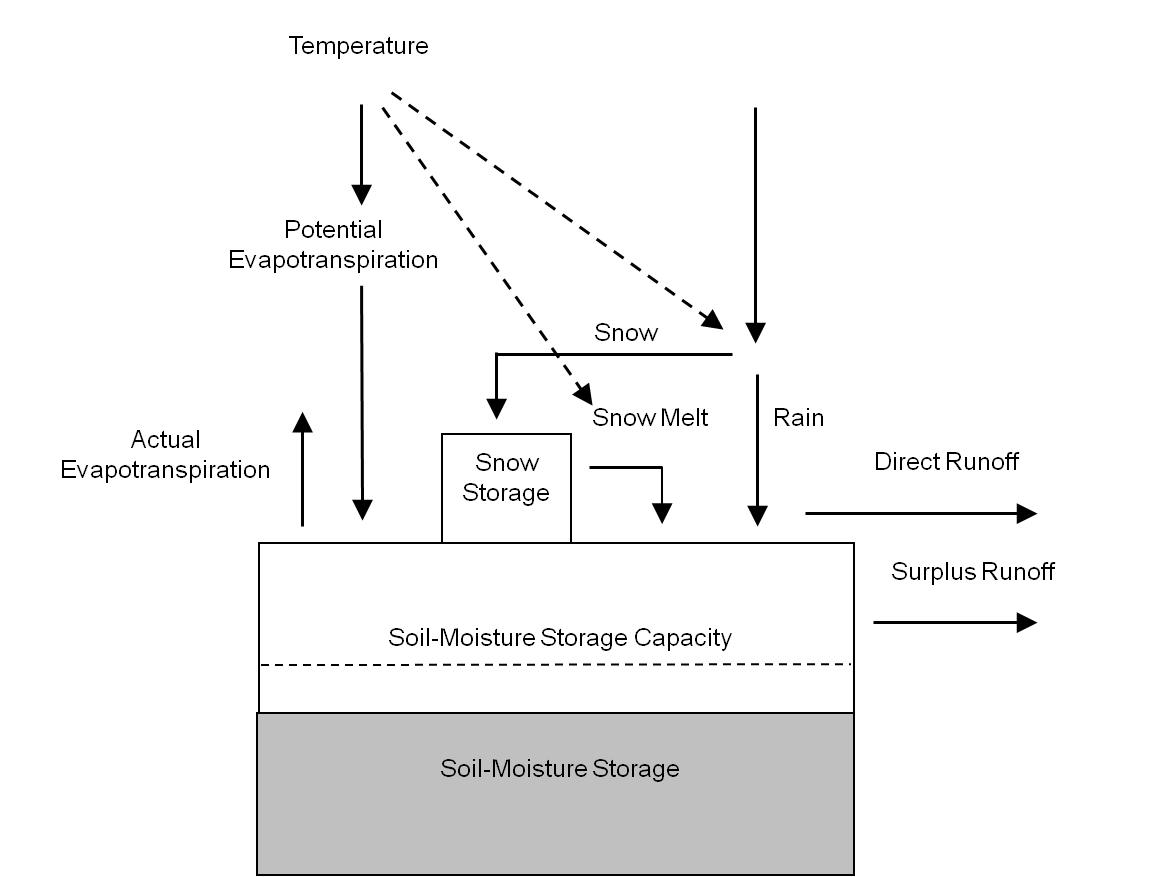 Temperature
Potential
Evapotranspiration
Snow
Snow Melt
Rain
Actual
Evapotranspiration
Snow
Storage
Direct Runoff
Surplus Runoff
Soil-Moisture Storage Capacity
Soil-Moisture Storage